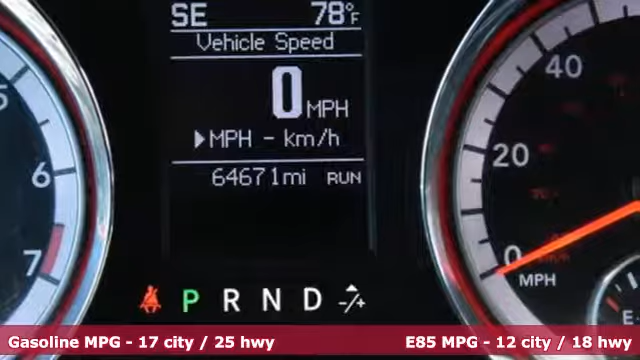 SE 78°F
Vehicle Speed
0 MPH
▶MPH - km/h
64671mi RUN
5
6
7
40
20
0
MPH
E-
P R N D -/+
Gasoline MPG - 17 city / 25 hwy
E85 MPG - 12 city / 18 hwy